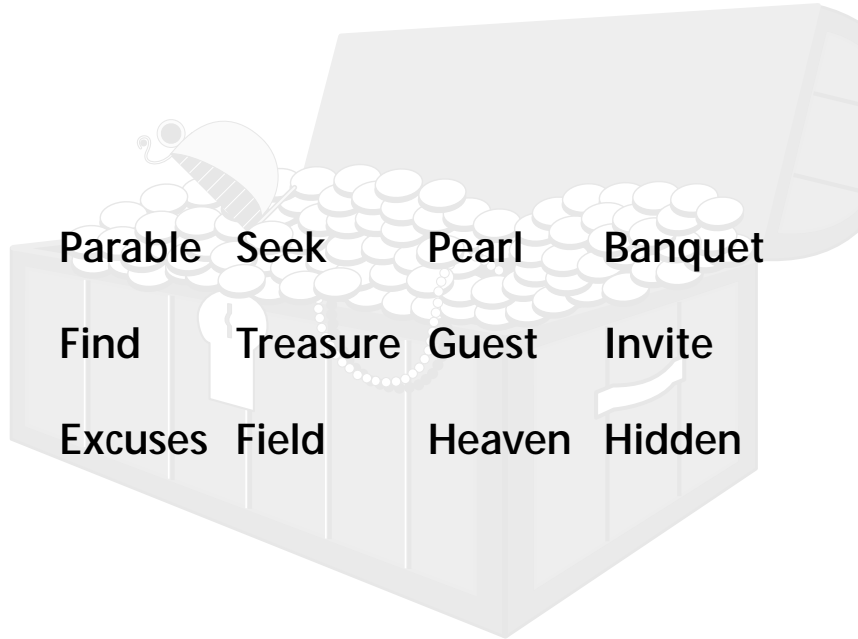 Parable Seek Pearl Banquet
Find Treasure Guest Invite
Excuses Field Heaven Hidden